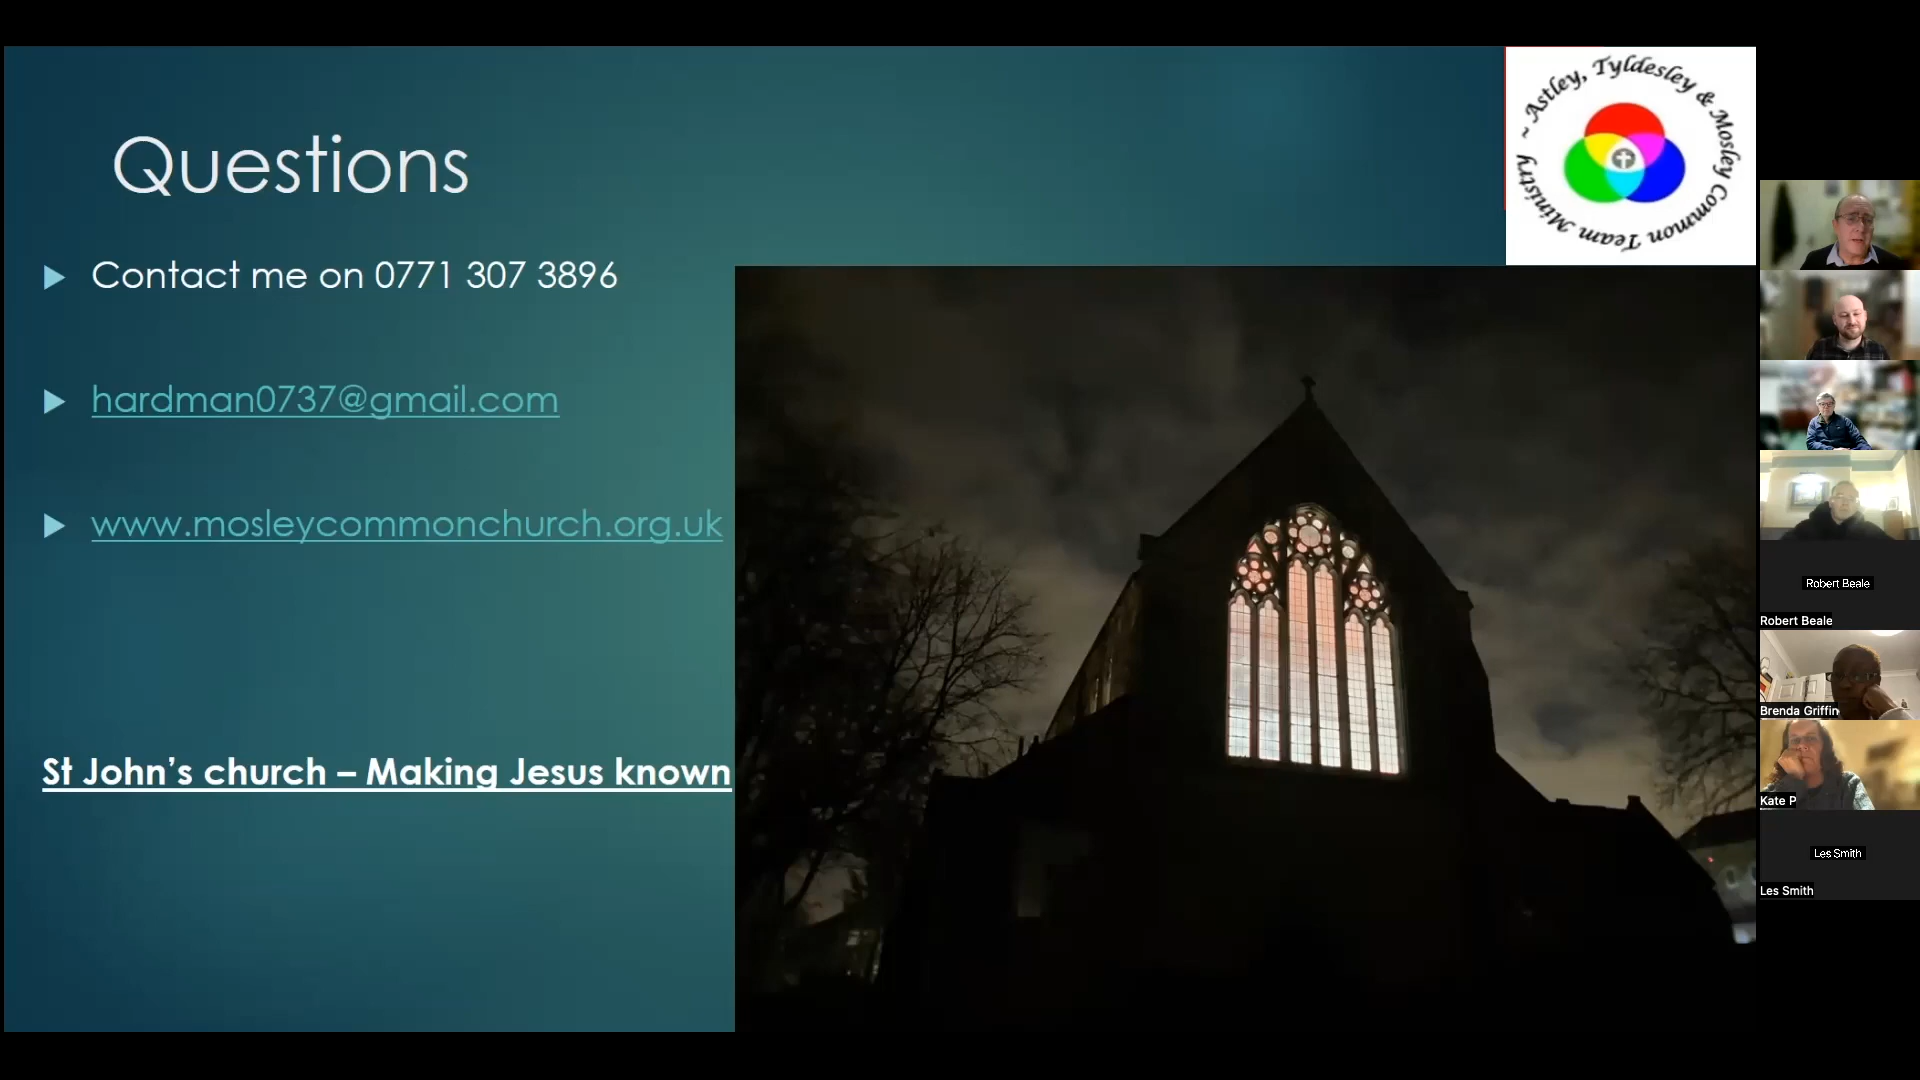 Questions
Contact me on 0771 307 3896
hardman0737@gmail.com
www.mosleycommonchurch.org.uk
St John's church – Making Jesus known
~ Astley, Tyldesley & Mosley Common Team Ministry
Robert Beale
Robert Beale
Brenda Griffin
Kate P
Les Smith
Les Smith